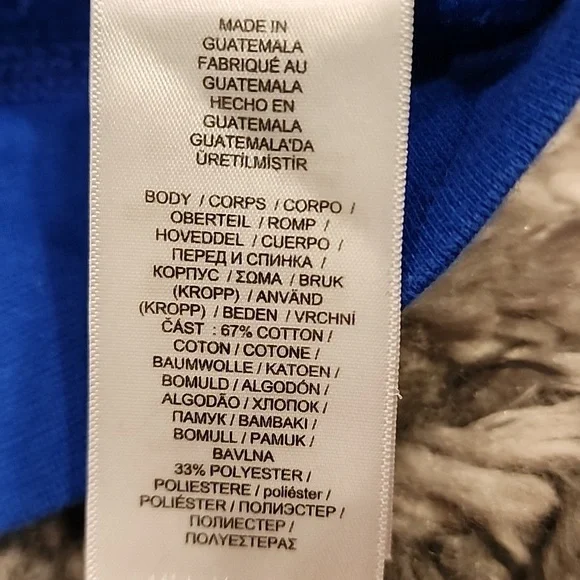 MADE IN
GUATEMALA
FABRIQUÉ AU
GUATEMALA
HECHO EN
GUATEMALA
GUATEMALA'DA
ÜRETİLMİSTİR
BODY / CORPS / CORPO /
OBERTEIL / ROMP /
HOVEDDEL / CUERPO /
ПЕРЕД И СПИНКА /
КОРПУС / ΣΩΜΑ / BRUK
(KROPP) / ANVÄND
(KROPP) / BEDEN / VRCHNÍ
ČÁST : 67% COTTON /
COTON / COTONE /
BAUMWOLLE / KATOEN /
BOMULD / ALGODÓN /
ALGODÃO / ХЛОПОК /
ПАМУК / ΒΑΜΒΑΚΙ /
BOMULL / PAMUK /
BAVLNA
33% POLYESTER /
POLIESTERE / poliéster /
POLIÉSTER / ПОЛИЭСТЕР /
ПОЛИЕСТЕР /
ΠΟΛΥΕΣΤΕΡΑΣ